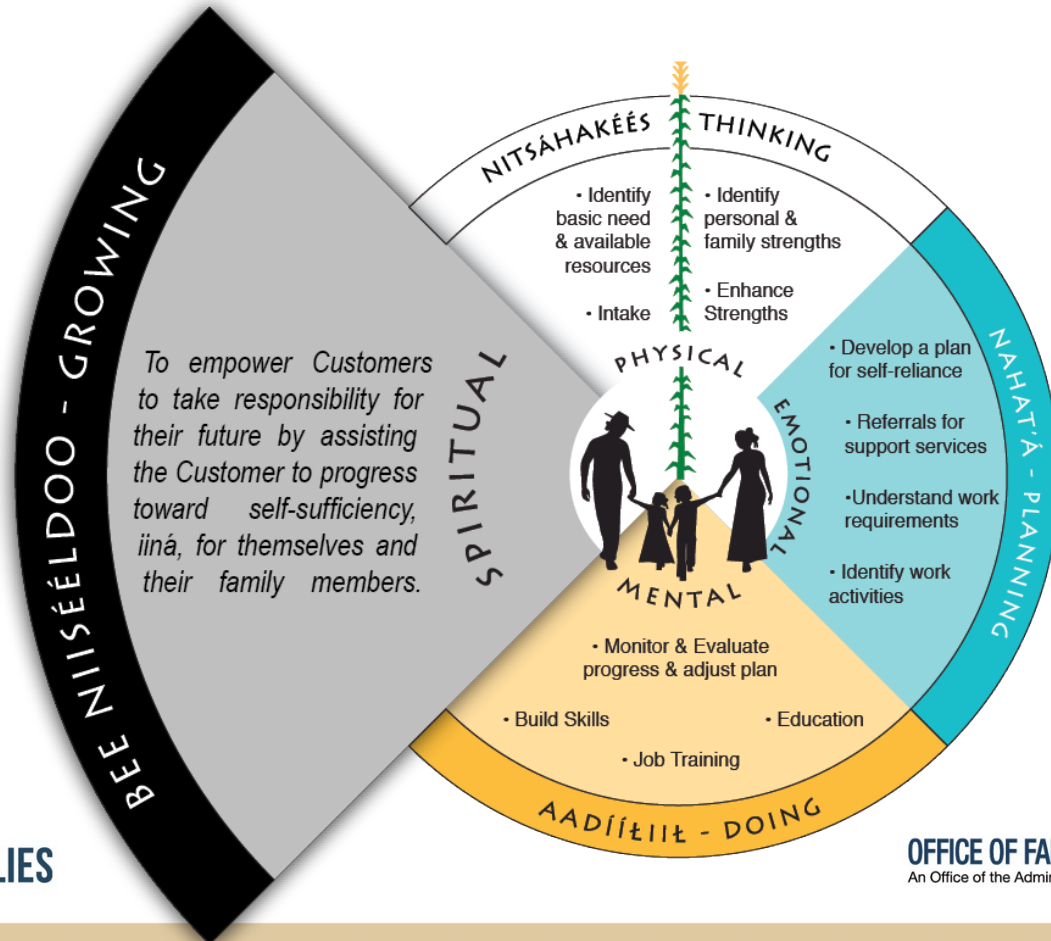 NITSÁHAKÉÉS THINKING
• Identify
basic need
& available
resources
• Intake
• Identify
personal &
family strengths
• Enhance
Strengths
PHYSICAL
NAHAT'Á - PLANNING
• Develop a plan
for self-reliance
• Referrals for
support services
•Understand work
requirements
• Identify work
activities
EMOTIONAL
AADÍÍŁIIŁ - DOING
MENTAL
• Monitor & Evaluate
progress & adjust plan
• Build Skills
• Education
• Job Training
BEE NIISÉÉLDOO - GROWING
To empower Customers
to take responsibility for
their future by assisting
the Customer to progress
toward self-sufficiency,
iiná, for themselves and
their family members.
SPIRITUAL
LIES
OFFICE OF FA
An Office of the Admin